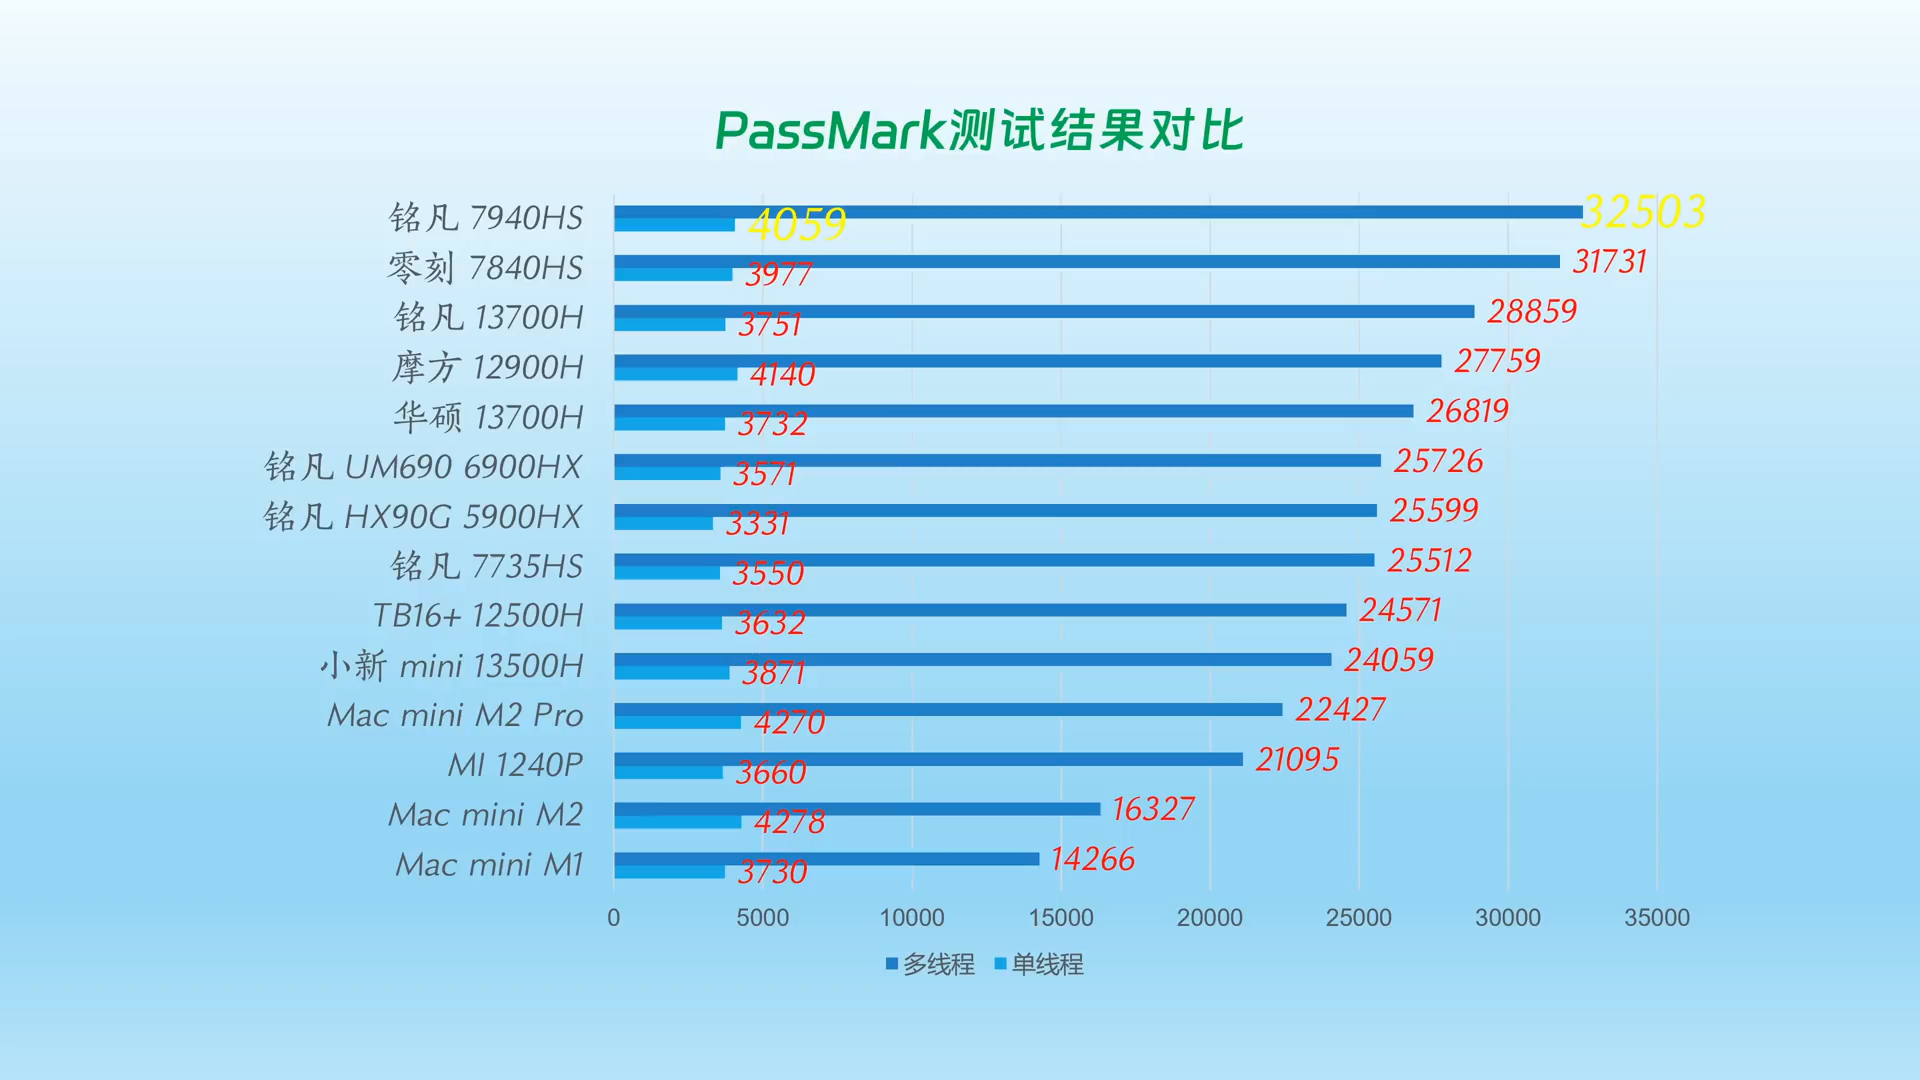 PassMark测试结果对比
铭凡 7940HS
32503
4059
零刻 7840HS
31731
3977
铭凡 13700H
28859
3751
摩方 12900H
27759
4140
华硕 13700H
26819
3732
铭凡 UM690 6900HX
25726
3571
铭凡 HX90G 5900HX
25599
3331
铭凡 7735HS
25512
3550
TB16+ 12500H
24571
3632
小新 mini 13500H
24059
3871
Mac mini M2 Pro
22427
4270
MI 1240P
21095
3660
Mac mini M2
16327
4278
Mac mini M1
14266
3730
0 5000 10000 15000 20000 25000 30000 35000
多线程 单线程